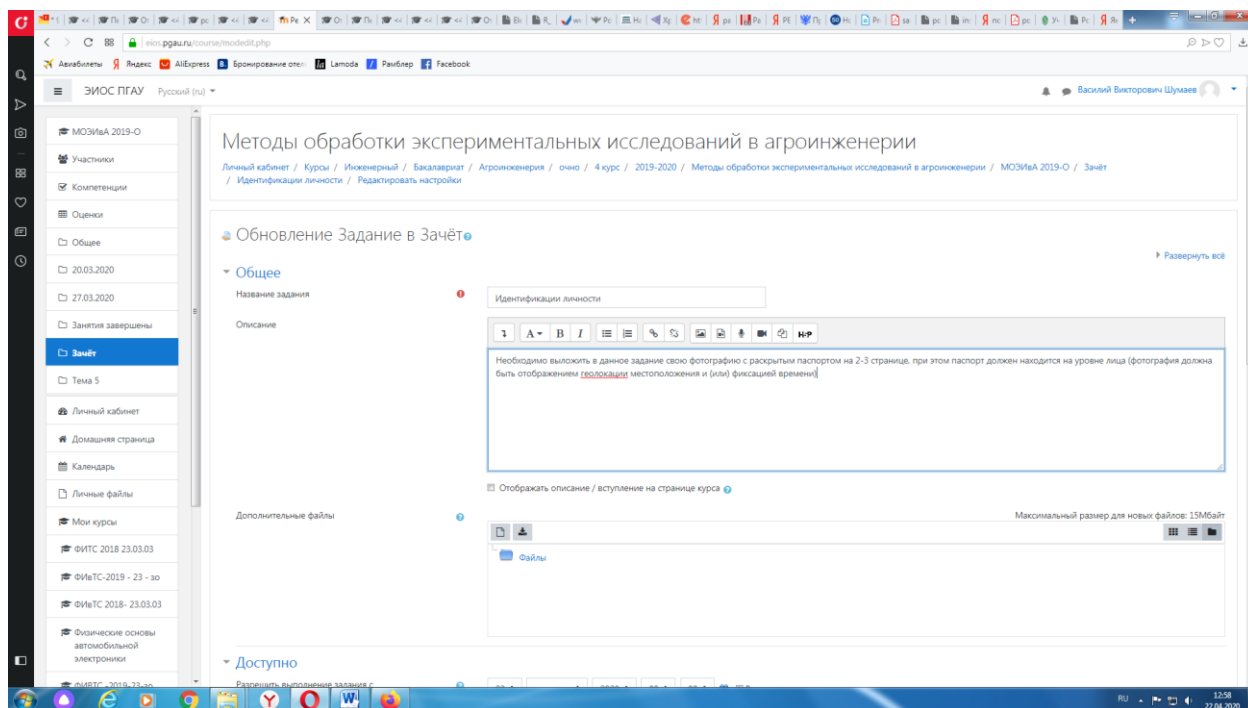 eios.pgau.ru/course/modedit.php
Авиабилеты Яндекс AliExpress Бронирование отел Lamoda Рамблер Facebook
ЭИОС ПГАУ Русский (ru)
Василий Викторович Шумаев
МОЭИвА 2019-О
Участники
Компетенции
Оценки
Общее
20.03.2020
27.03.2020
Занятия завершены
Зачёт
Тема 5
Личный кабинет
Домашняя страница
Календарь
Личные файлы
Мои курсы
ФИТС 2018 23.03.03
ФИвТС-2019 - 23 - зо
ФИвТС 2018- 23.03.03
Физические основы
автомобильной
электроники
Методы обработки экспериментальных исследований в агроинженерии
Личный кабинет / Курсы / Инженерный / Бакалавриат / Агроинженерия / очно / 4 курс / 2019-2020 / Методы обработки экспериментальных исследований в агроинженерии / МОЭИвА 2019-О / Зачёт
/ Идентификации личности / Редактировать настройки
Обновление Задание в Зачёт
Развернуть всё
Общее
Название задания
Идентификации личности
Описание
Необходимо выложить в данное задание свою фотографию с раскрытым паспортом на 2-3 странице, при этом паспорт должен находится на уровне лица (фотография должна
быть отображением геолокации местоположения и (или) фиксацией времени)
Отображать описание / вступление на странице курса
Дополнительные файлы
Максимальный размер для новых файлов: 15Мбайт
Файлы
Доступно
Разрешить выполнение задания с
RU
12:58
22.04.2020